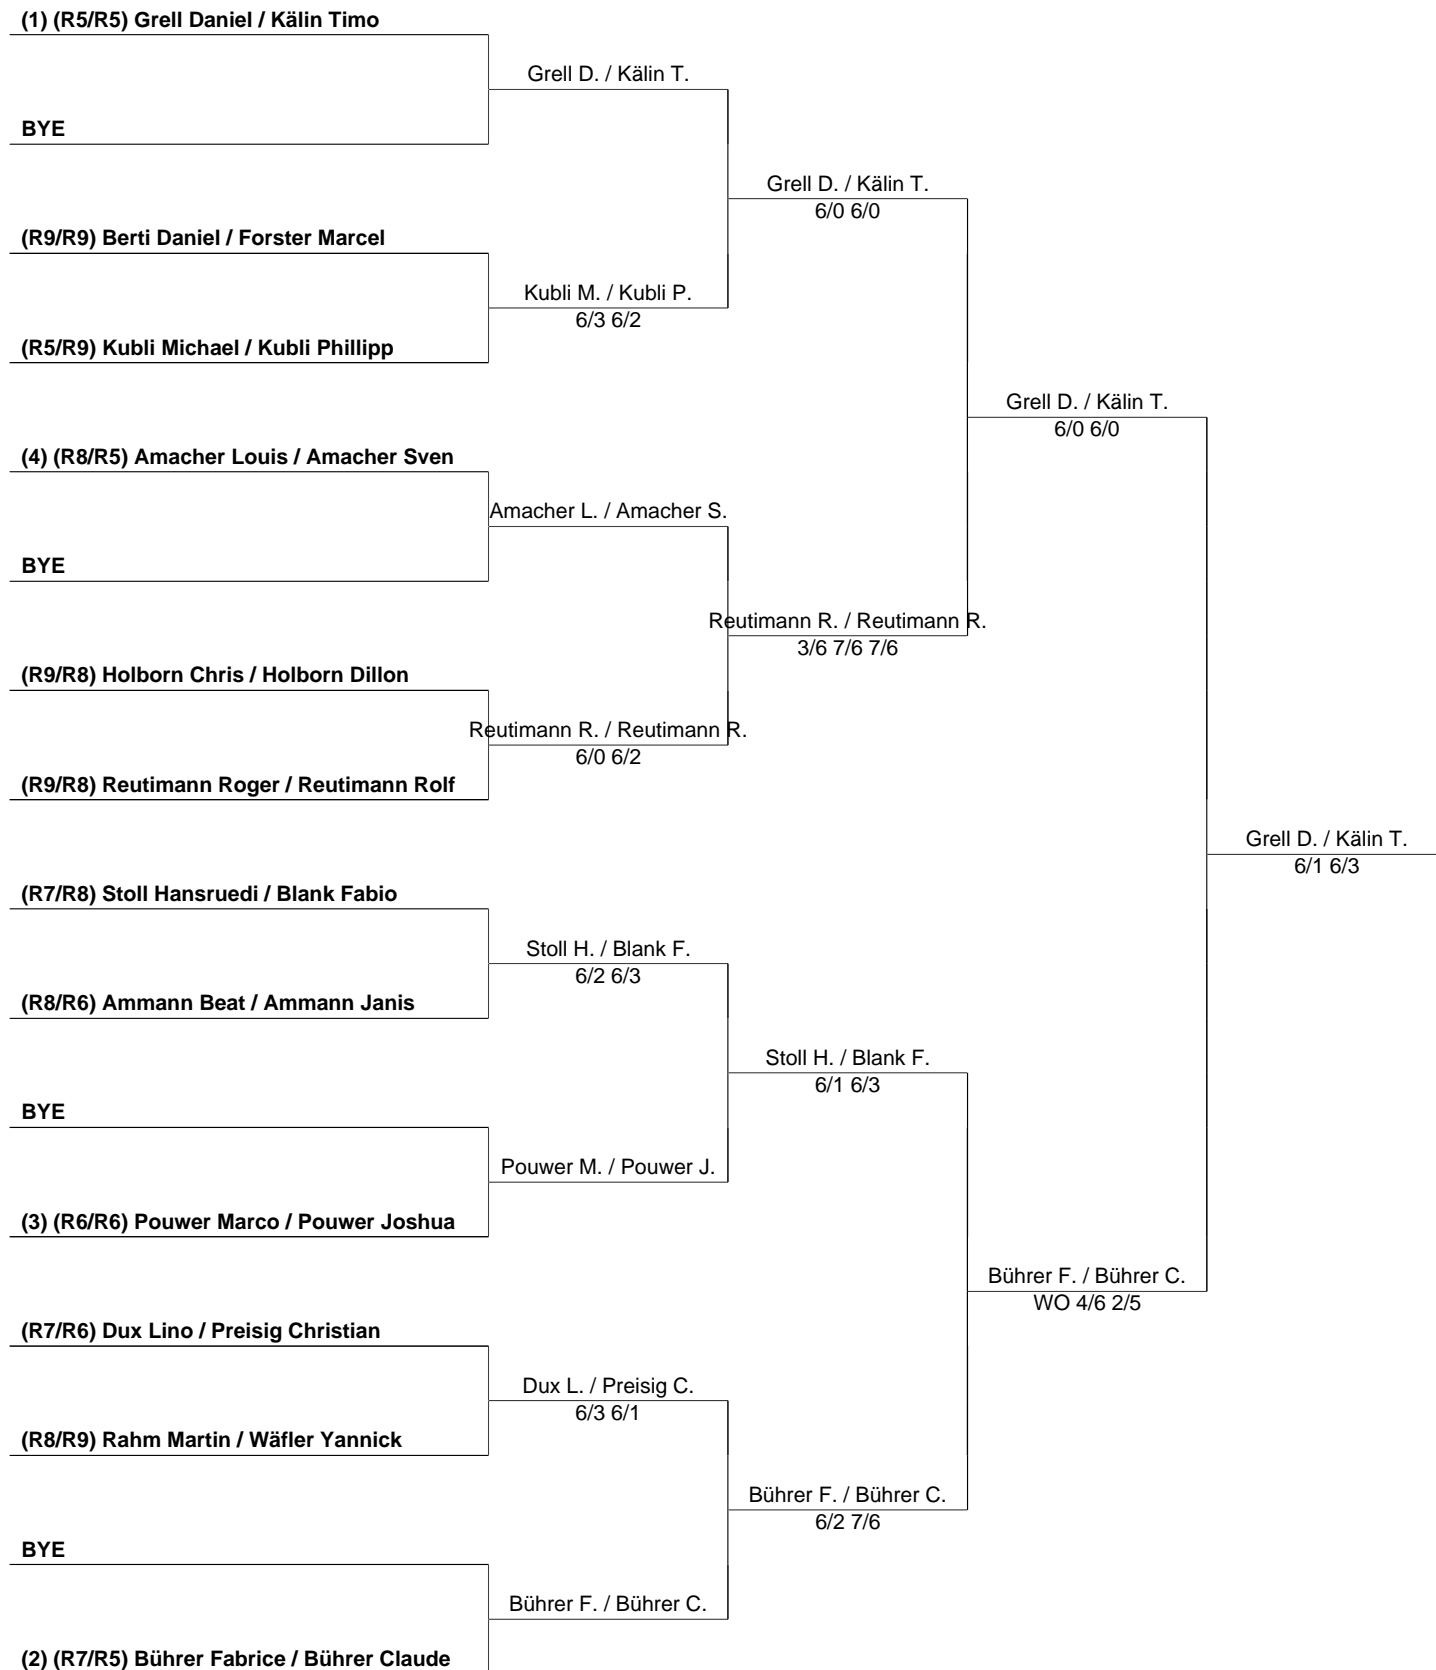 (1) (R5/R5) Grell Daniel / Kälin Timo
Grell D. / Kälin T.
BYE
Grell D. / Kälin T.
6/0 6/0
(R9/R9) Berti Daniel / Forster Marcel
Kubli M. / Kubli P.
6/3 6/2
(R5/R9) Kubli Michael / Kubli Phillipp
Grell D. / Kälin T.
6/0 6/0
(4) (R8/R5) Amacher Louis / Amacher Sven
Amacher L. / Amacher S.
BYE
Reutimann R. / Reutimann R.
3/6 7/6 7/6
(R9/R8) Holborn Chris / Holborn Dillon
Reutimann R. / Reutimann R.
6/0 6/2
(R9/R8) Reutimann Roger / Reutimann Rolf
Grell D. / Kälin T.
6/1 6/3
(R7/R8) Stoll Hansruedi / Blank Fabio
Stoll H. / Blank F.
6/2 6/3
(R8/R6) Ammann Beat / Ammann Janis
Stoll H. / Blank F.
6/1 6/3
BYE
Pouwer M. / Pouwer J.
(3) (R6/R6) Pouwer Marco / Pouwer Joshua
Bührer F. / Bührer C.
WO 4/6 2/5
(R7/R6) Dux Lino / Preisig Christian
Dux L. / Preisig C.
6/3 6/1
(R8/R9) Rahm Martin / Wäfler Yannick
Bührer F. / Bührer C.
6/2 7/6
BYE
Bührer F. / Bührer C.
(2) (R7/R5) Bührer Fabrice / Bührer Claude